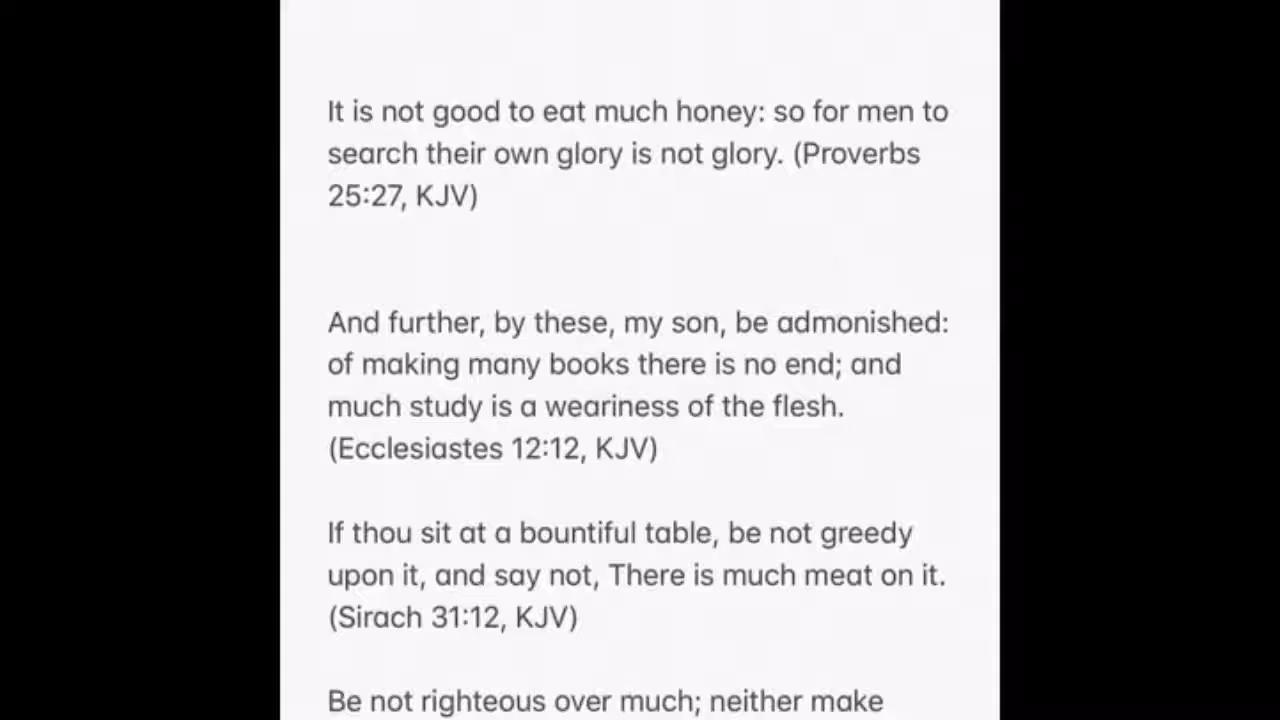 It is not good to eat much honey: so for men to
search their own glory is not glory. (Proverbs
25:27, KJV)
And further, by these, my son, be admonished:
of making many books there is no end; and
much study is a weariness of the flesh.
(Ecclesiastes 12:12, KJV)
If thou sit at a bountiful table, be not greedy
upon it, and say not, There is much meat on it.
(Sirach 31:12, KJV)
Be not righteous over much; neither make